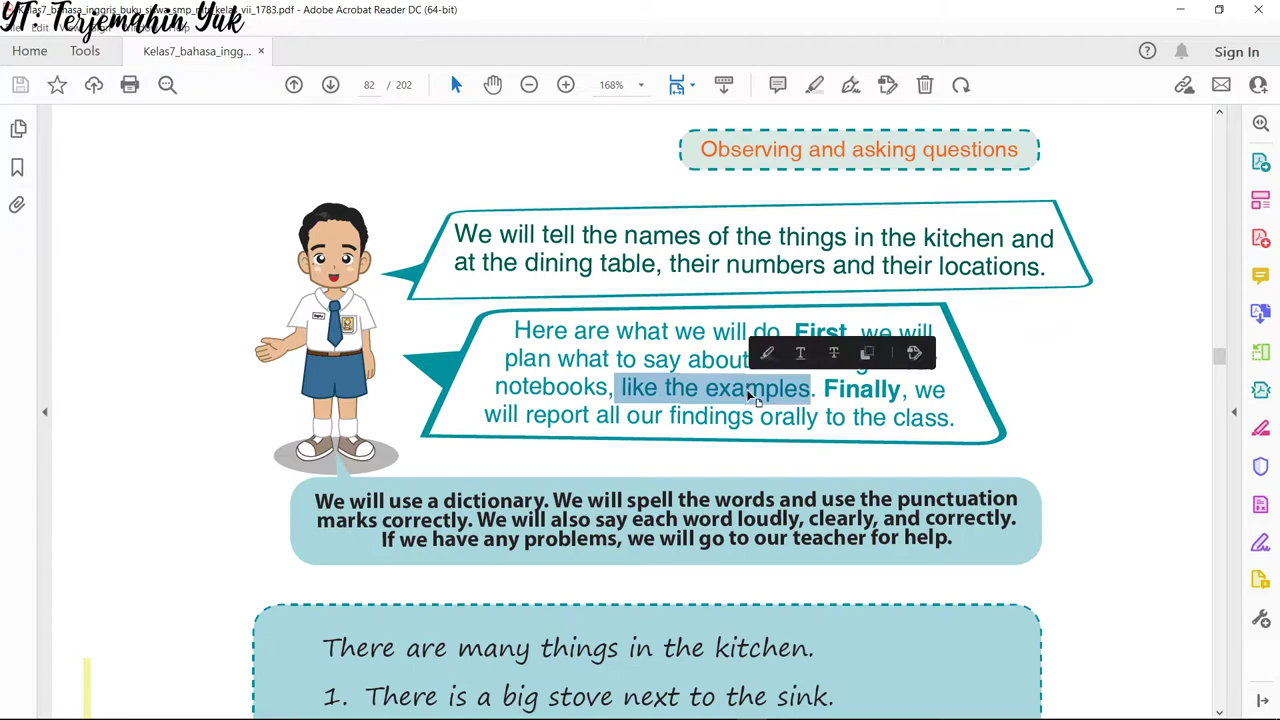 YT: Terjemahin Yuk
bahasa_inggris_buku_siswa_smp_mts_kelas_vii_1783.pdf - Adobe Acrobat Reader DC (64-bit)
Home Tools Kelas7_bahasa_ingg... ×
Sign In
82 / 202 168%
Observing and asking questions
We will tell the names of the things in the kitchen and
at the dining table, their numbers and their locations.
Here are what we will do. First, we will
plan what to say about
notebooks, like the examples. Finally, we
will report all our findings orally to the class.
We will use a dictionary. We will spell the words and use the punctuation
marks correctly. We will also say each word loudly, clearly, and correctly.
If we have any problems, we will go to our teacher for help.
There are many things in the kitchen.
1. There is a big stove next to the sink.